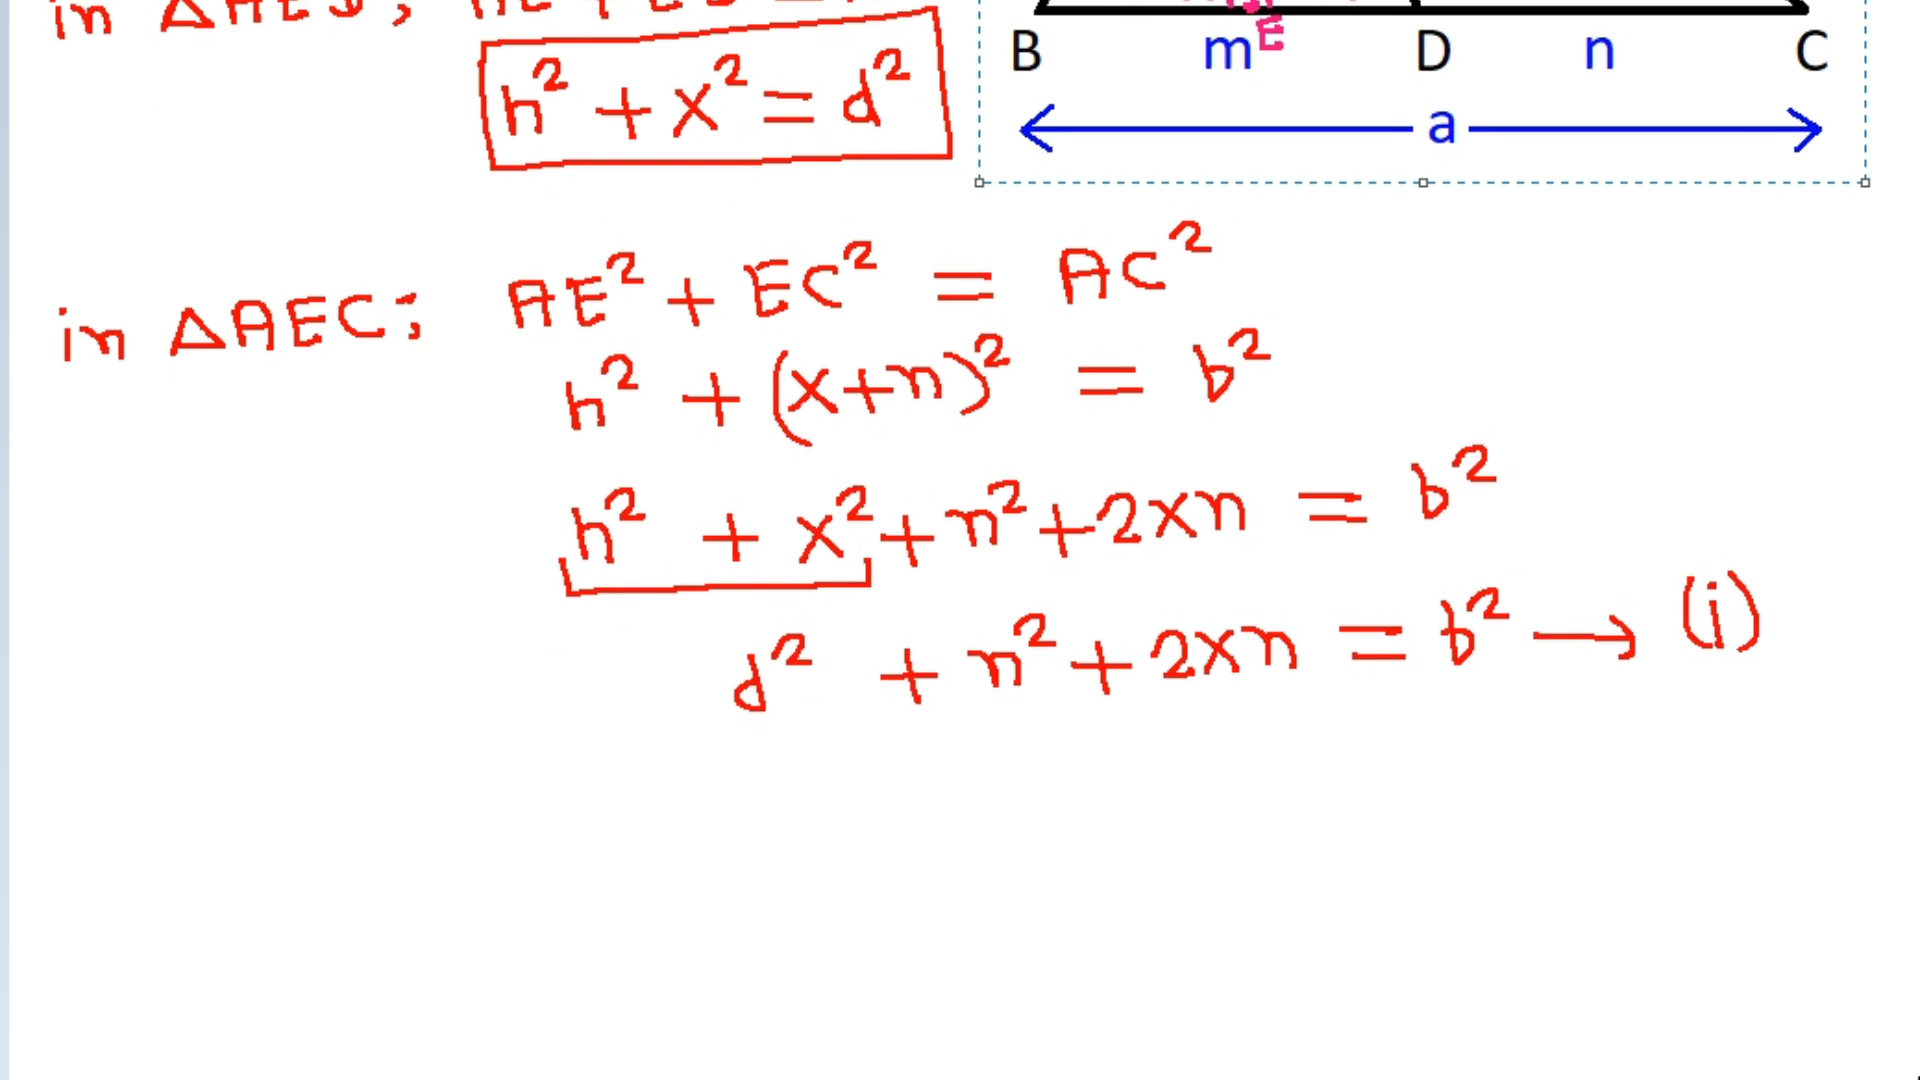 in
h² + x² = d²
B m E D n C
a
in ΔAEC: AE² + EC² = AC²
h² + (x+n)² = b²
h² + x² + n² + 2xn = b²
d² + n² + 2xn = b² → (i)